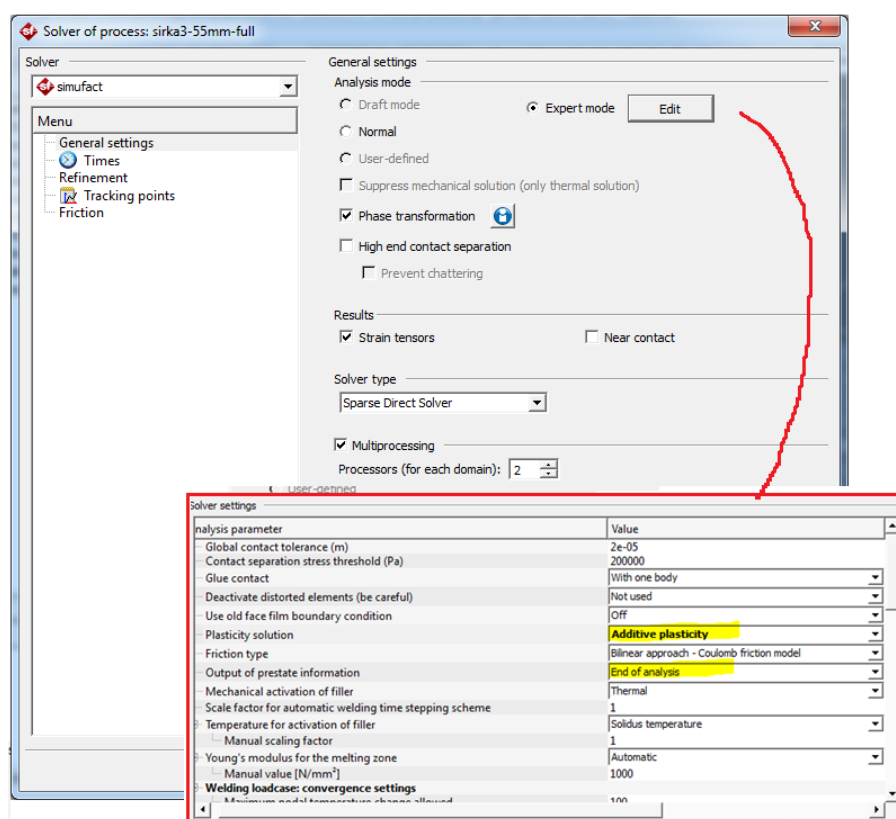 Solver of process: sirka3-55mm-full
Solver
simufact
Menu
General settings
Times
Refinement
Tracking points
Friction
General settings
Analysis mode
Draft mode
Expert mode
Edit
Normal
User-defined
Suppress mechanical solution (only thermal solution)
Phase transformation
High end contact separation
Prevent chattering
Results
Strain tensors
Near contact
Solver type
Sparse Direct Solver
Multiprocessing
Processors (for each domain): 2
User-defined
Solver settings
nalysis parameter Value
Global contact tolerance (m) 2e-05
Contact separation stress threshold (Pa) 200000
Glue contact With one body
Deactivate distorted elements (be careful) Not used
Use old face film boundary condition Off
Plasticity solution Additive plasticity
Friction type Bilinear approach - Coulomb friction model
Output of prestate information End of analysis
Mechanical activation of filler Thermal
Scale factor for automatic welding time stepping scheme 1
Temperature for activation of filler Solidus temperature
Manual scaling factor 1
Young's modulus for the melting zone Automatic
Manual value [N/mm²] 1000
Welding loadcase: convergence settings
Maximum nodal temperature change allowed 100